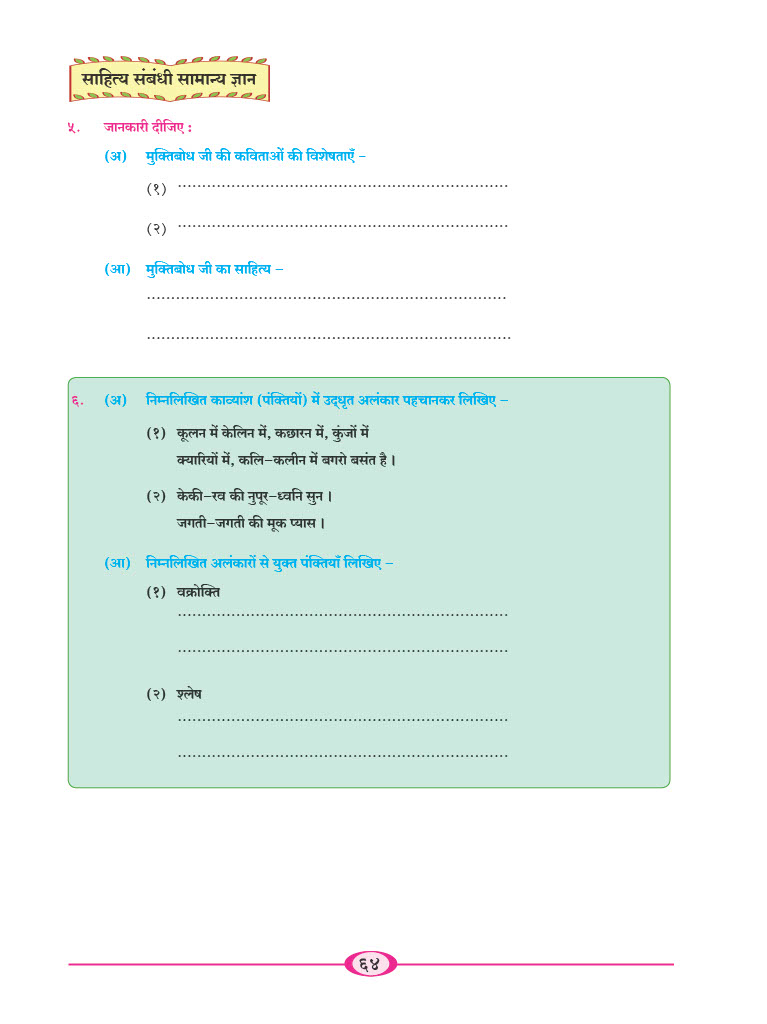 साहित्य संबंधी सामान्य ज्ञान
५. जानकारी दीजिए :
(अ) मुक्तिबोध जी की कविताओं की विशेषताएँ –
(१) ....................................................................
(२) ....................................................................
(आ) मुक्तिबोध जी का साहित्य –
..........................................................................
...........................................................................
६. (अ) निम्नलिखित काव्यांश (पंक्तियों) में उद्धृत अलंकार पहचानकर लिखिए –
(१) कूलन में केलिन में, कछारन में, कुंजों में
क्यारियों में, कलि–कलीन में बगरो बसंत है ।
(२) केकी–रव की नुपूर–ध्वनि सुन ।
जगती–जगती की मूक प्यास ।
(आ) निम्नलिखित अलंकारों से युक्त पंक्तियाँ लिखिए –
(१) वक्रोक्ति
....................................................................
....................................................................
(२) श्लेष
....................................................................
....................................................................
६४